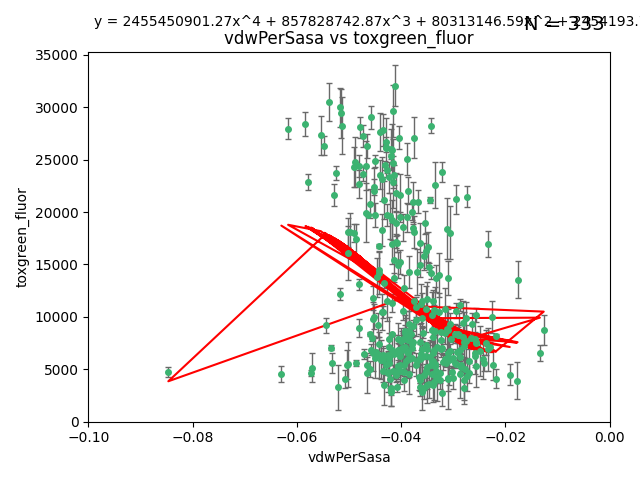 y = 2455450901.27x^4 + 857828742.87x^3 + 80313146.59x^2 + 2454193.
N = 333
vdwPerSasa vs toxgreen_fluor
35000
30000
25000
20000
15000
10000
5000
0
toxgreen_fluor
−0.10 −0.08 −0.06 −0.04 −0.02 0.00
vdwPerSasa